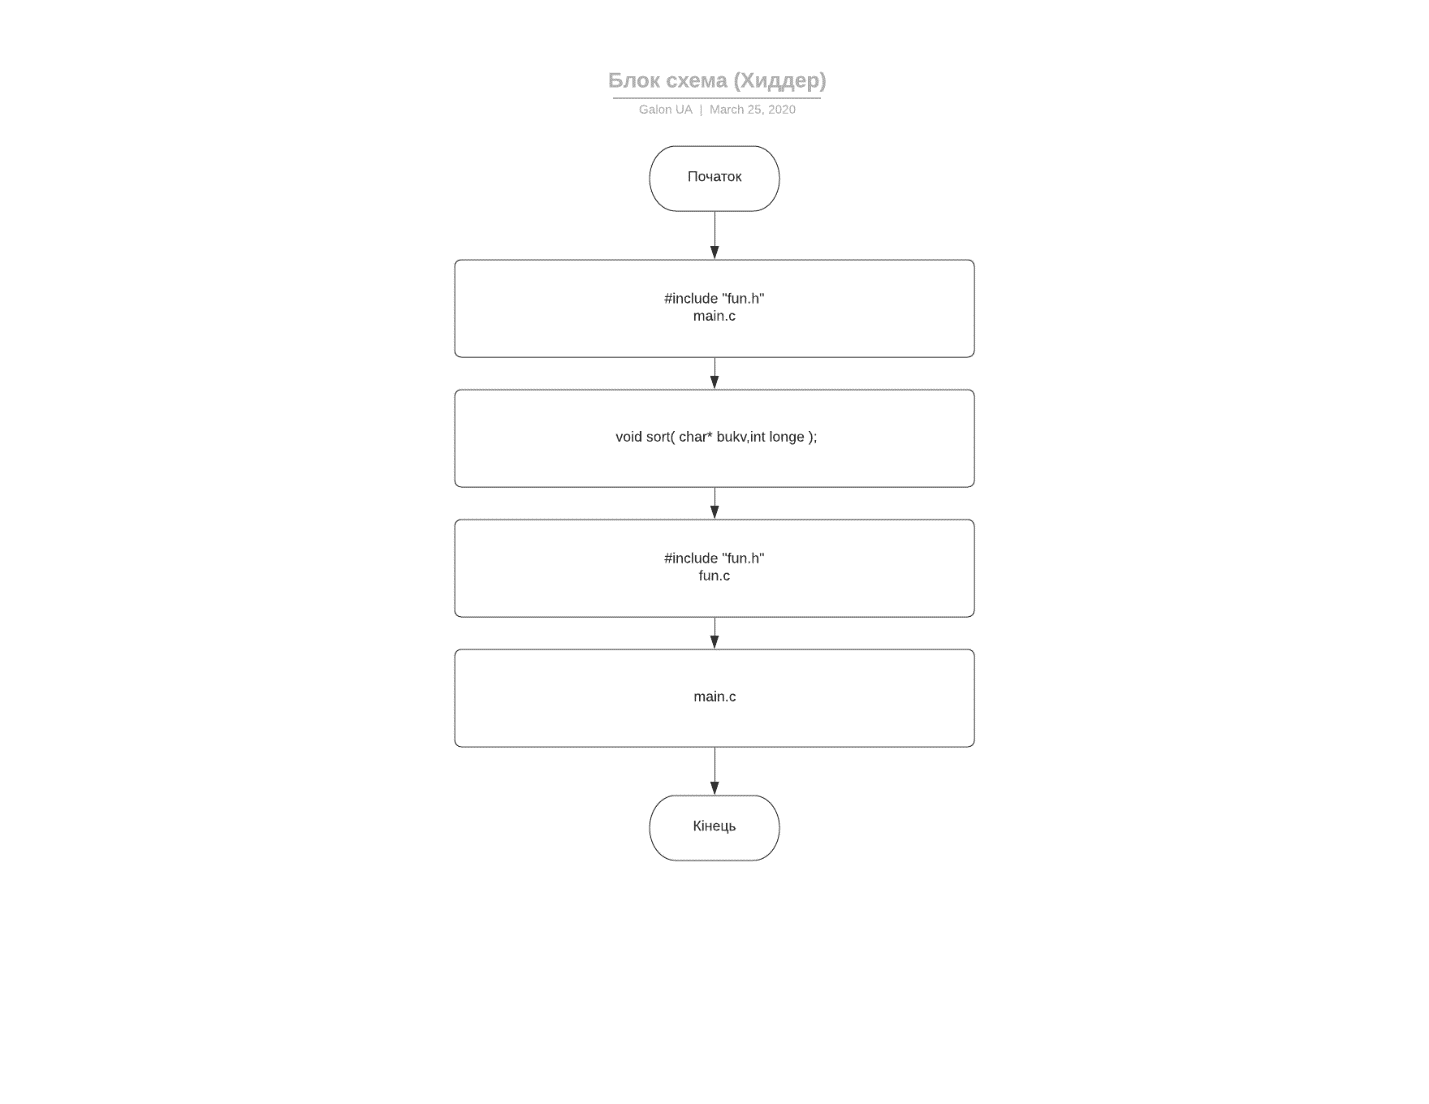 Блок схема (Хиддер)
Galon UA | March 25, 2020
Початок
#include "fun.h"
main.c
void sort( char* bukv,int longe );
#include "fun.h"
fun.c
main.c
Кінець